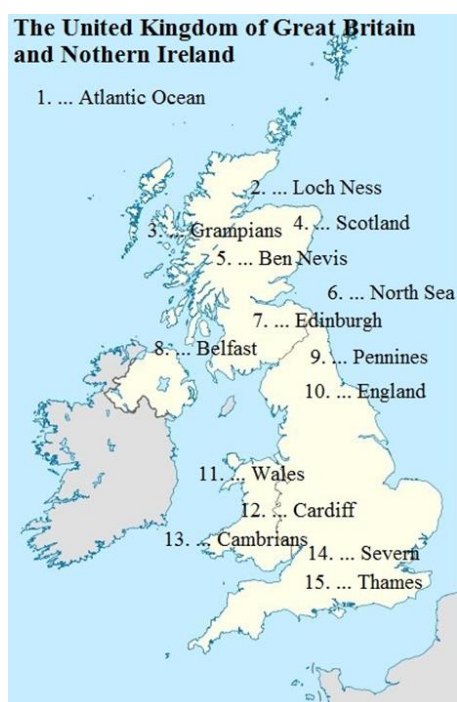 The United Kingdom of Great Britain
and Nothern Ireland
1. ... Atlantic Ocean
2. ... Loch Ness
3. ... Grampians
4. ... Scotland
5. ... Ben Nevis
6. ... North Sea
7. ... Edinburgh
8. ... Belfast
9. ... Pennines
10. ... England
11. ... Wales
12. ... Cardiff
13. ... Cambrians
14. ... Severn
15. ... Thames